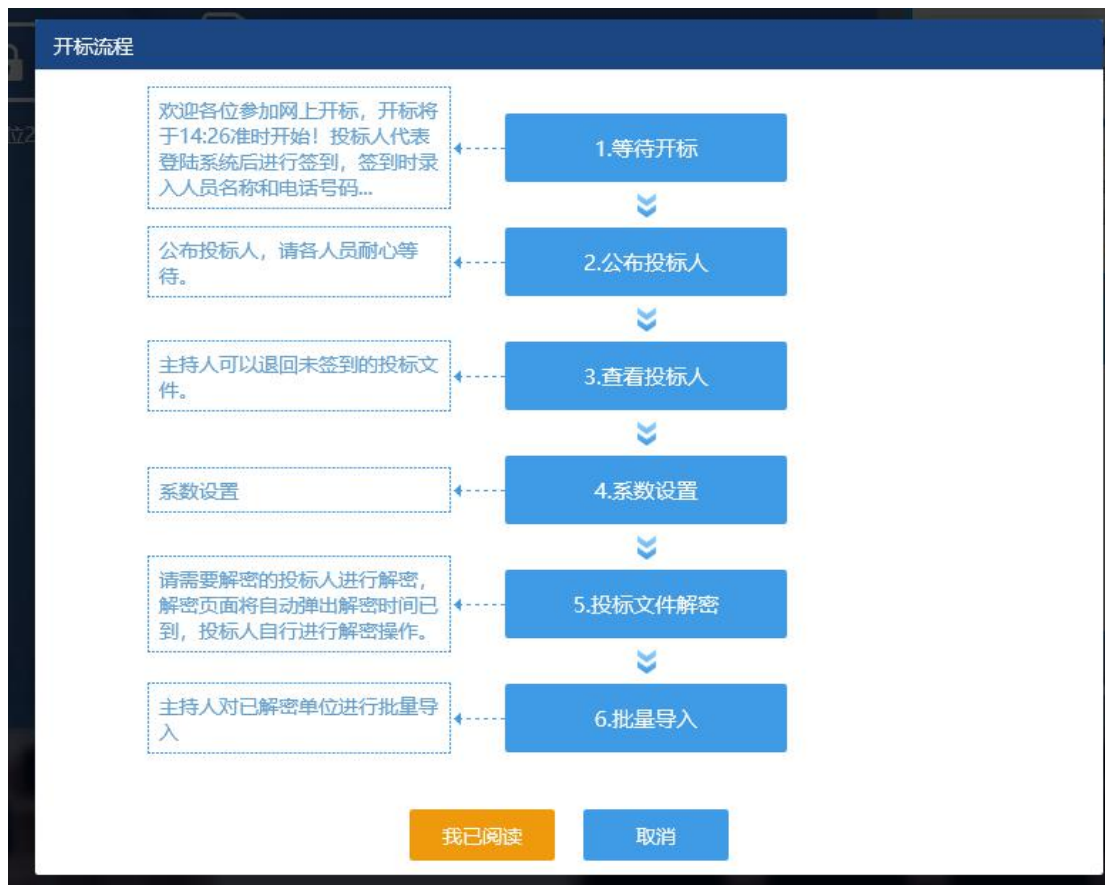 开标流程
欢迎各位参加网上开标，开标将
于14:26准时开始！投标人代表
登陆系统后进行签到，签到时录
入人员名称和电话号码...
1.等待开标
公布投标人，请各人员耐心等
待。
2.公布投标人
主持人可以退回未签到的投标文
件。
3.查看投标人
系数设置
4.系数设置
请需要解密的投标人进行解密，
解密页面将自动弹出解密时间已
到，投标人自行进行解密操作。
5.投标文件解密
主持人对已解密单位进行批量导
入
6.批量导入
我已阅读
取消